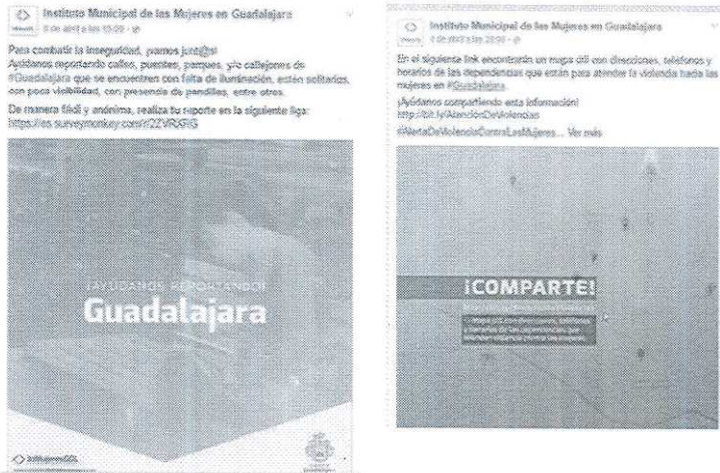 Instituto Municipal de las Mujeres en Guadalajara
Para combatir la inseguridad, ¡vamos junt@s!
Ayúdanos reportando calles, puentes, parques, y/o callejones de
#Guadalajara que se encuentren con falta de iluminación, estén solitarios,
con poca visibilidad, con presencia de pandillas, entre otros.
De manera fácil y anónima, realiza tu reporte en la siguiente liga:
¡AYÚDANOS REPORTANDO!
Guadalajara
Instituto Municipal de las Mujeres en Guadalajara
En el siguiente link encontrarán un mapa útil con direcciones, teléfonos y
horarios de las dependencias que están para atender la violencia hacia las
mujeres en #Guadalajara.
¡Ayúdanos compartiendo esta información!
http://bit.ly/AtenciónDeViolencias
#AlertaDeViolenciaContraLasMujeres... Ver más
¡COMPARTE!